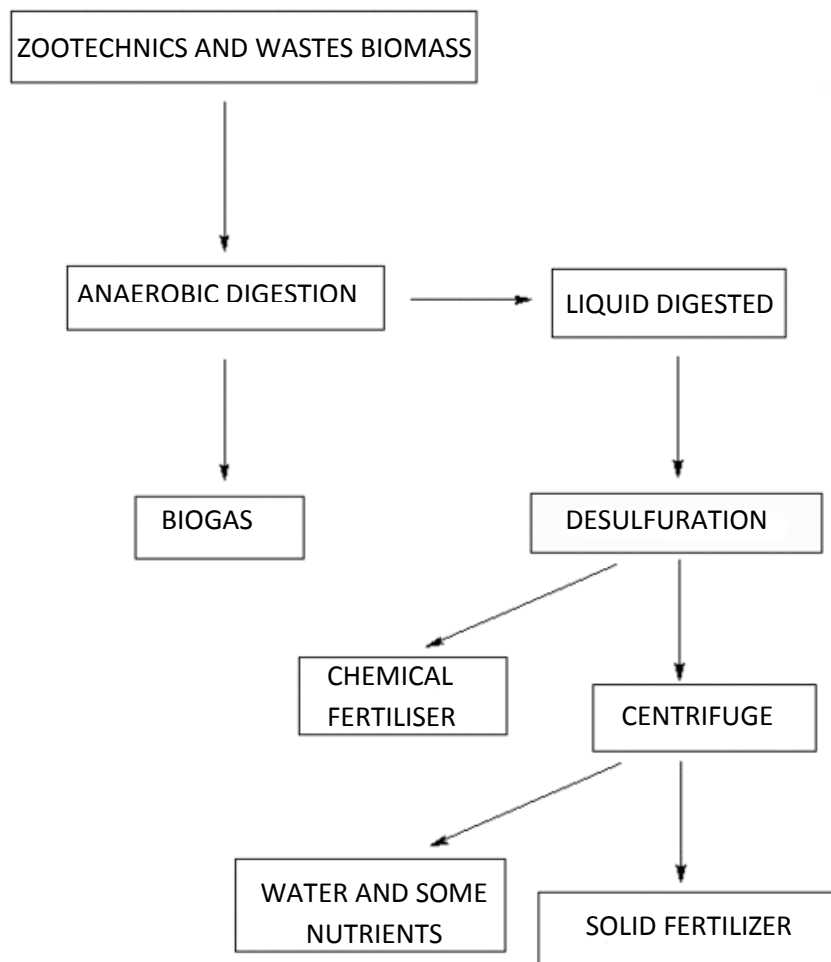 ZOOTECHNICS AND WASTES BIOMASS
ANAEROBIC DIGESTION
LIQUID DIGESTED
BIOGAS
DESULFURATION
CHEMICAL
FERTILISER
CENTRIFUGE
WATER AND SOME
NUTRIENTS
SOLID FERTILIZER